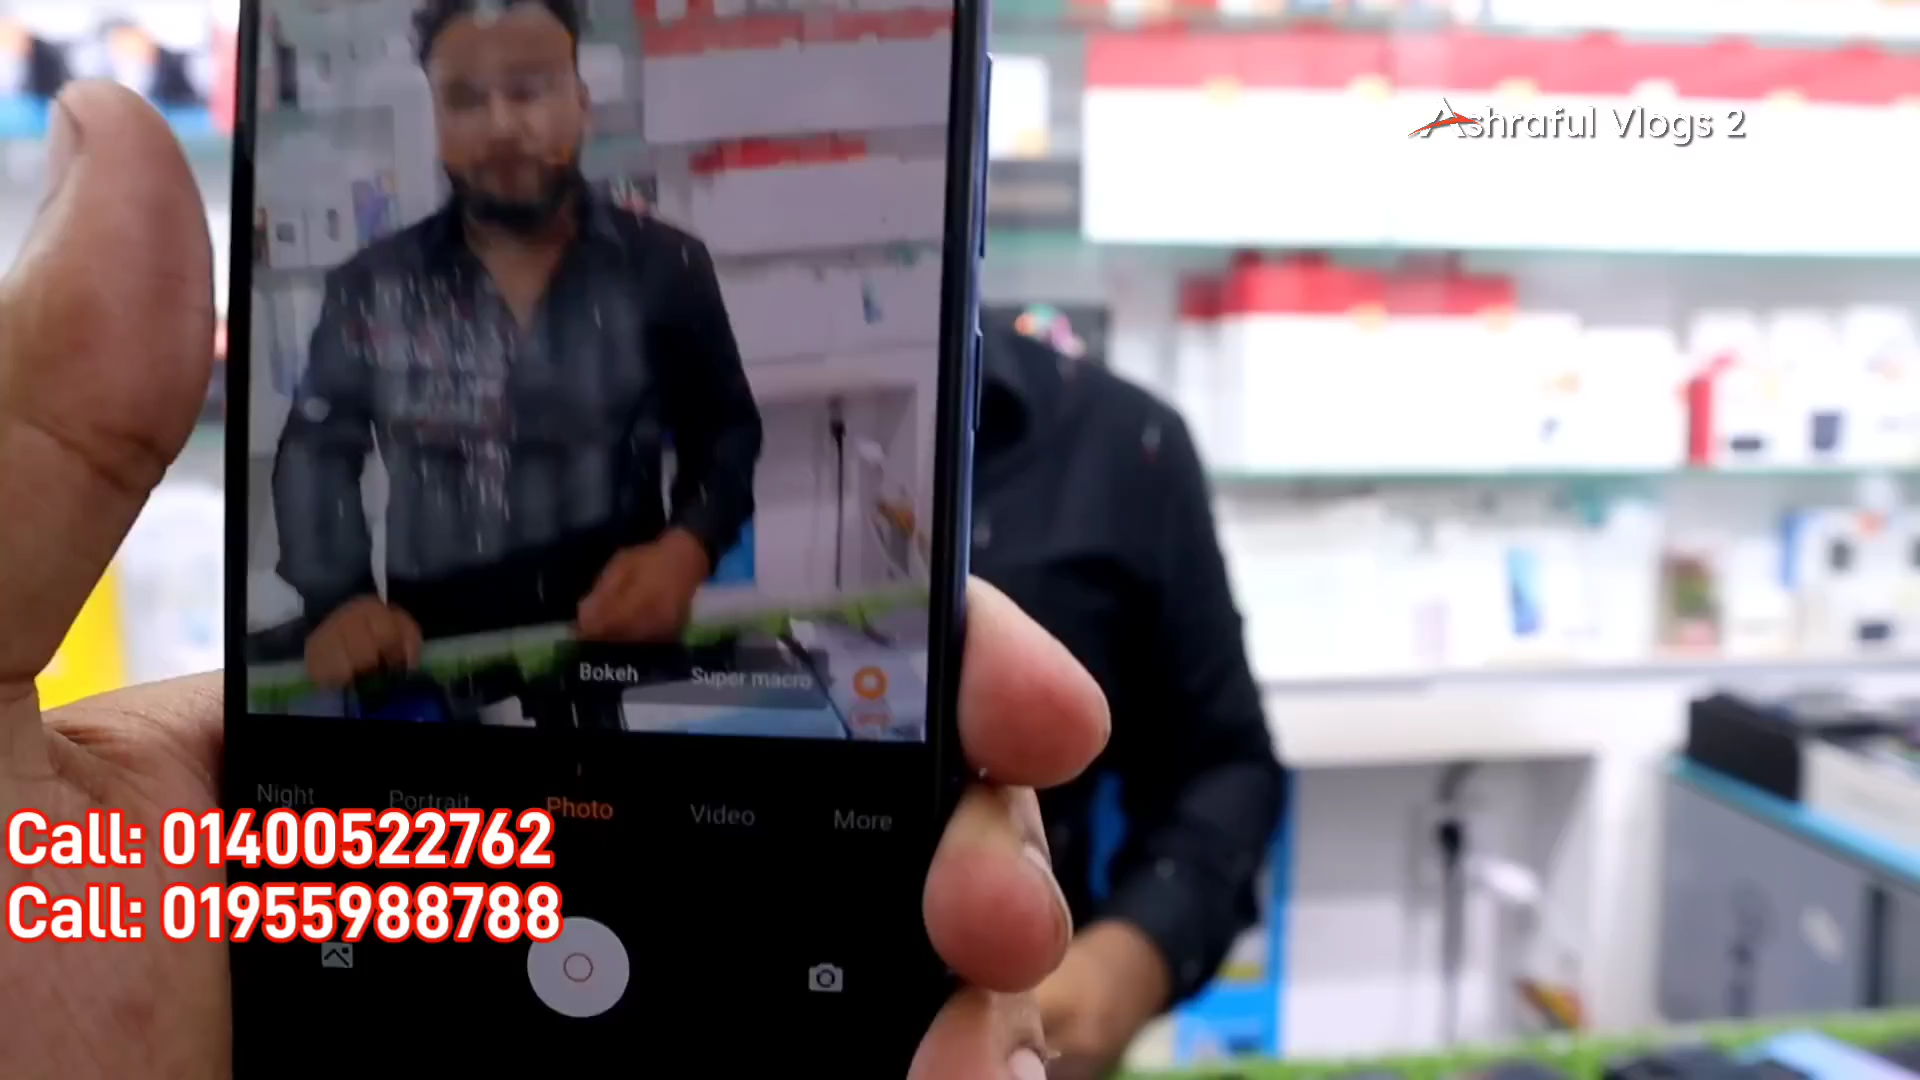 Ashraful Vlogs 2
Bokeh
Super macro
Night
Portrait
Photo
Video
More
Call: 01400522762
Call: 01955988788